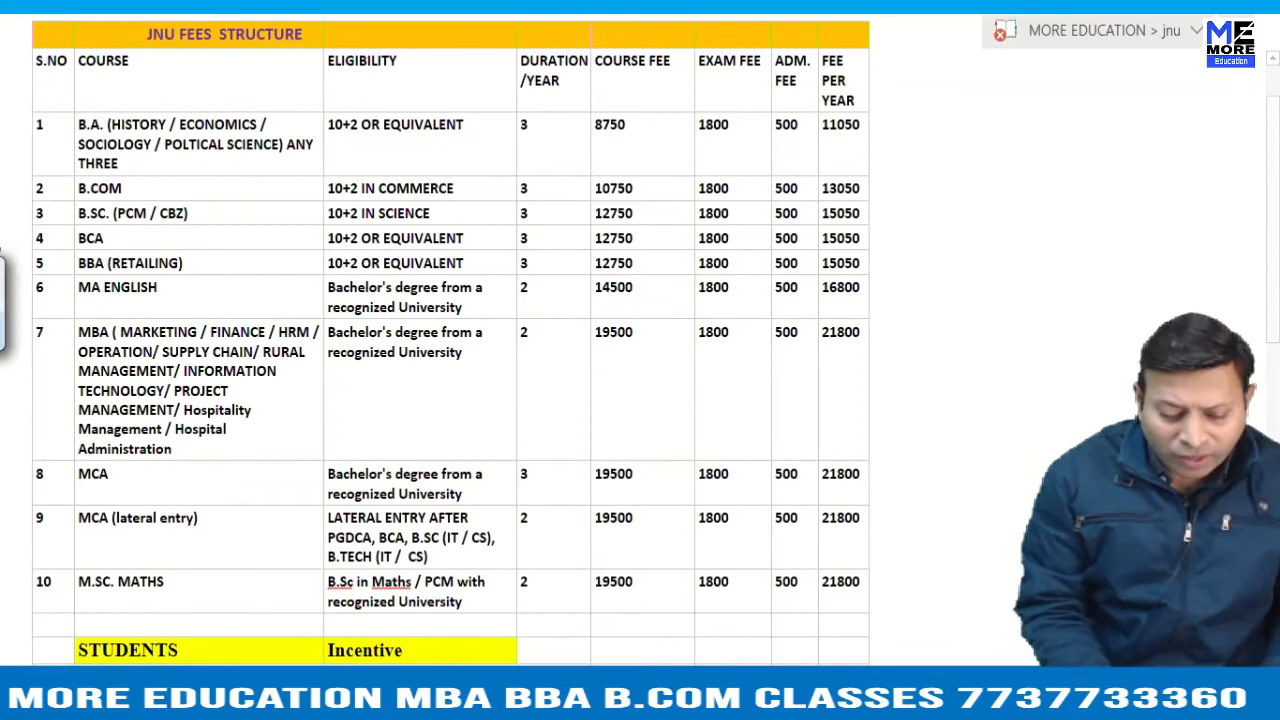 JNU FEES STRUCTURE
MORE EDUCATION > jnu
ME
MORE
Education
S.NO COURSE ELIGIBILITY DURATION /YEAR COURSE FEE EXAM FEE ADM. FEE FEE PER YEAR
1 B.A. (HISTORY / ECONOMICS / 10+2 OR EQUIVALENT 3 8750 1800 500 11050
SOCIOLOGY / POLTICAL SCIENCE) ANY
THREE
2 B.COM 10+2 IN COMMERCE 3 10750 1800 500 13050
3 B.SC. (PCM / CBZ) 10+2 IN SCIENCE 3 12750 1800 500 15050
4 BCA 10+2 OR EQUIVALENT 3 12750 1800 500 15050
5 BBA (RETAILING) 10+2 OR EQUIVALENT 3 12750 1800 500 15050
6 MA ENGLISH Bachelor's degree from a 2 14500 1800 500 16800
recognized University
7 MBA ( MARKETING / FINANCE / HRM / Bachelor's degree from a 2 19500 1800 500 21800
OPERATION/ SUPPLY CHAIN/ RURAL recognized University
MANAGEMENT/ INFORMATION
TECHNOLOGY/ PROJECT
MANAGEMENT/ Hospitality
Management / Hospital
Administration
8 MCA Bachelor's degree from a 3 19500 1800 500 21800
recognized University
9 MCA (lateral entry) LATERAL ENTRY AFTER 2 19500 1800 500 21800
PGDCA, BCA, B.SC (IT / CS),
B.TECH (IT / CS)
10 M.SC. MATHS B.Sc in Maths / PCM with 2 19500 1800 500 21800
recognized University
STUDENTS Incentive
MORE EDUCATION MBA BBA B.COM CLASSES 7737733360